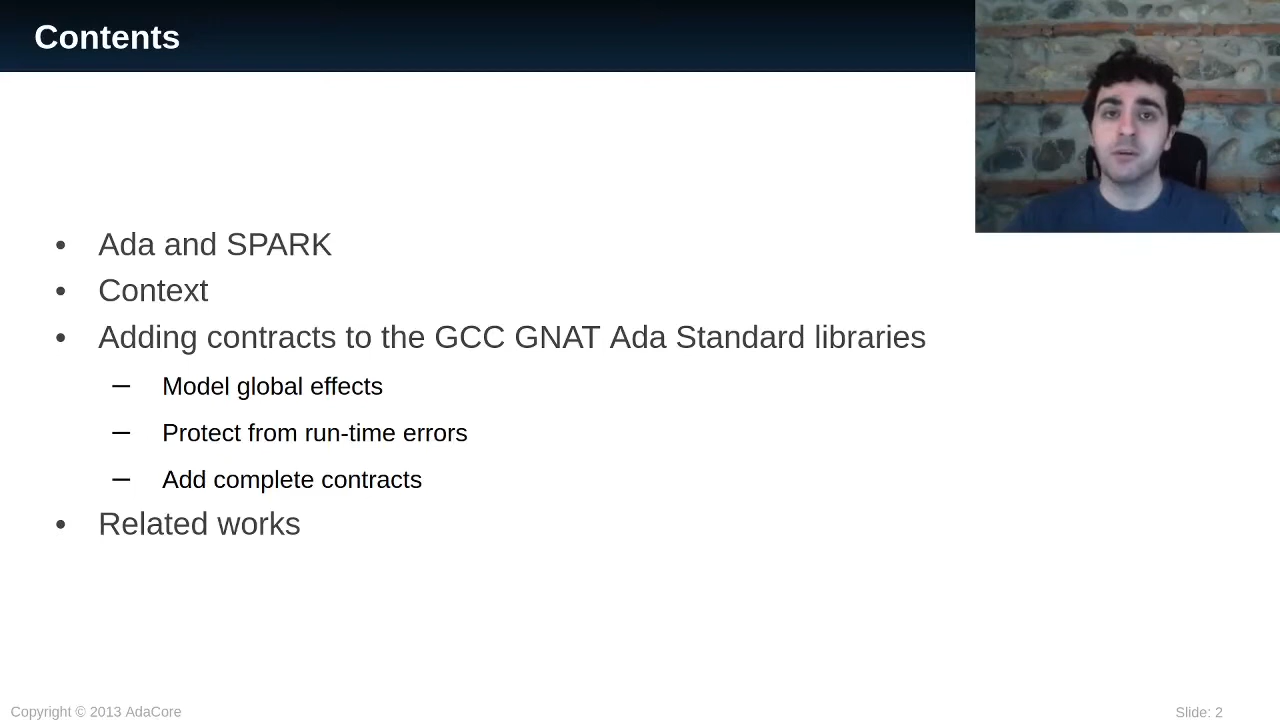 Contents
• Ada and SPARK
• Context
• Adding contracts to the GCC GNAT Ada Standard libraries
– Model global effects
– Protect from run-time errors
– Add complete contracts
• Related works
Copyright © 2013 AdaCore
Slide: 2